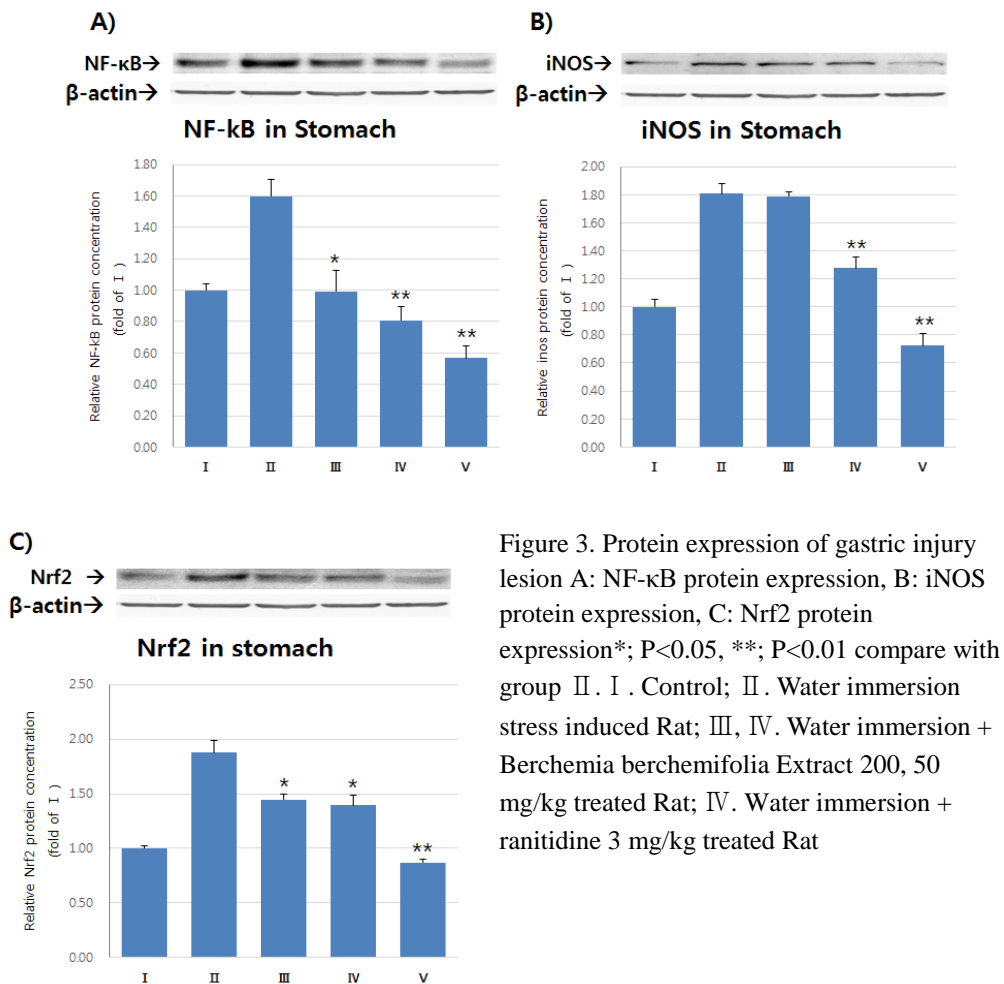 A)
NF-κB→
β-actin→
NF-kB in Stomach
Relative NF-kB protein concentration
(fold of Ⅰ )
1.80
1.60
1.40
1.20
1.00
0.80
0.60
0.40
0.20
0.00
*
**
**
Ⅰ Ⅱ Ⅲ Ⅳ Ⅴ
B)
iNOS→
β-actin→
iNOS in Stomach
Relative inos protein concentration
(fold of Ⅰ )
2.00
1.80
1.60
1.40
1.20
1.00
0.80
0.60
0.40
0.20
0.00
**
**
Ⅰ Ⅱ Ⅲ Ⅳ Ⅴ
C)
Nrf2 →
β-actin→
Nrf2 in stomach
Relative Nrf2 protein concentration
(fold of Ⅰ )
2.50
2.00
1.50
1.00
0.50
0.00
*
*
**
Ⅰ Ⅱ Ⅲ Ⅳ Ⅴ
Figure 3. Protein expression of gastric injury
lesion A: NF-κB protein expression, B: iNOS
protein expression, C: Nrf2 protein
expression*; P<0.05, **; P<0.01 compare with
group Ⅱ. Ⅰ. Control; Ⅱ. Water immersion
stress induced Rat; Ⅲ, Ⅳ. Water immersion +
Berchemia berchemifolia Extract 200, 50
mg/kg treated Rat; Ⅳ. Water immersion +
ranitidine 3 mg/kg treated Rat